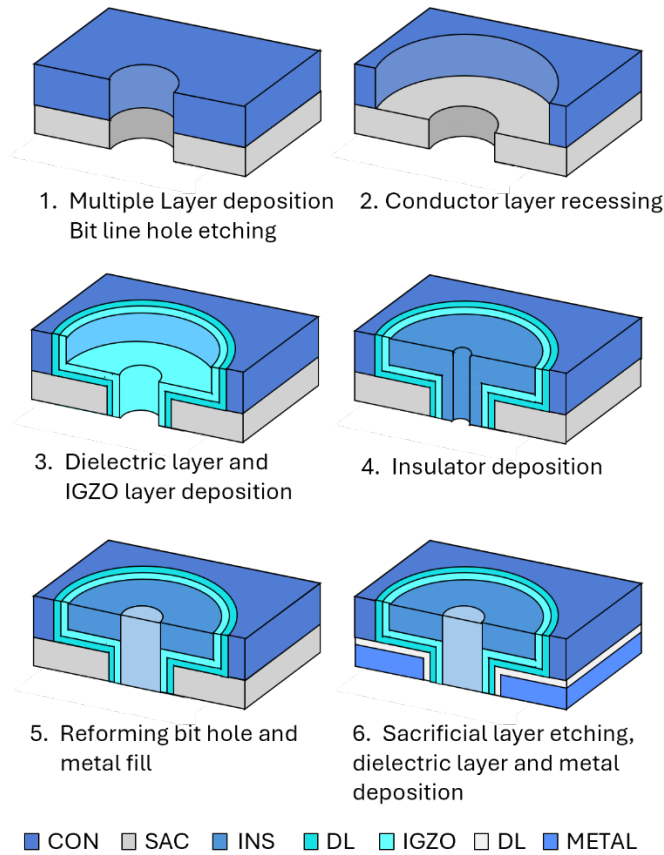 1. Multiple Layer deposition
Bit line hole etching
2. Conductor layer recessing
3. Dielectric layer and
IGZO layer deposition
4. Insulator deposition
5. Reforming bit hole and
metal fill
6. Sacrificial layer etching,
dielectric layer and metal
deposition
CON SAC INS DL IGZO DL METAL